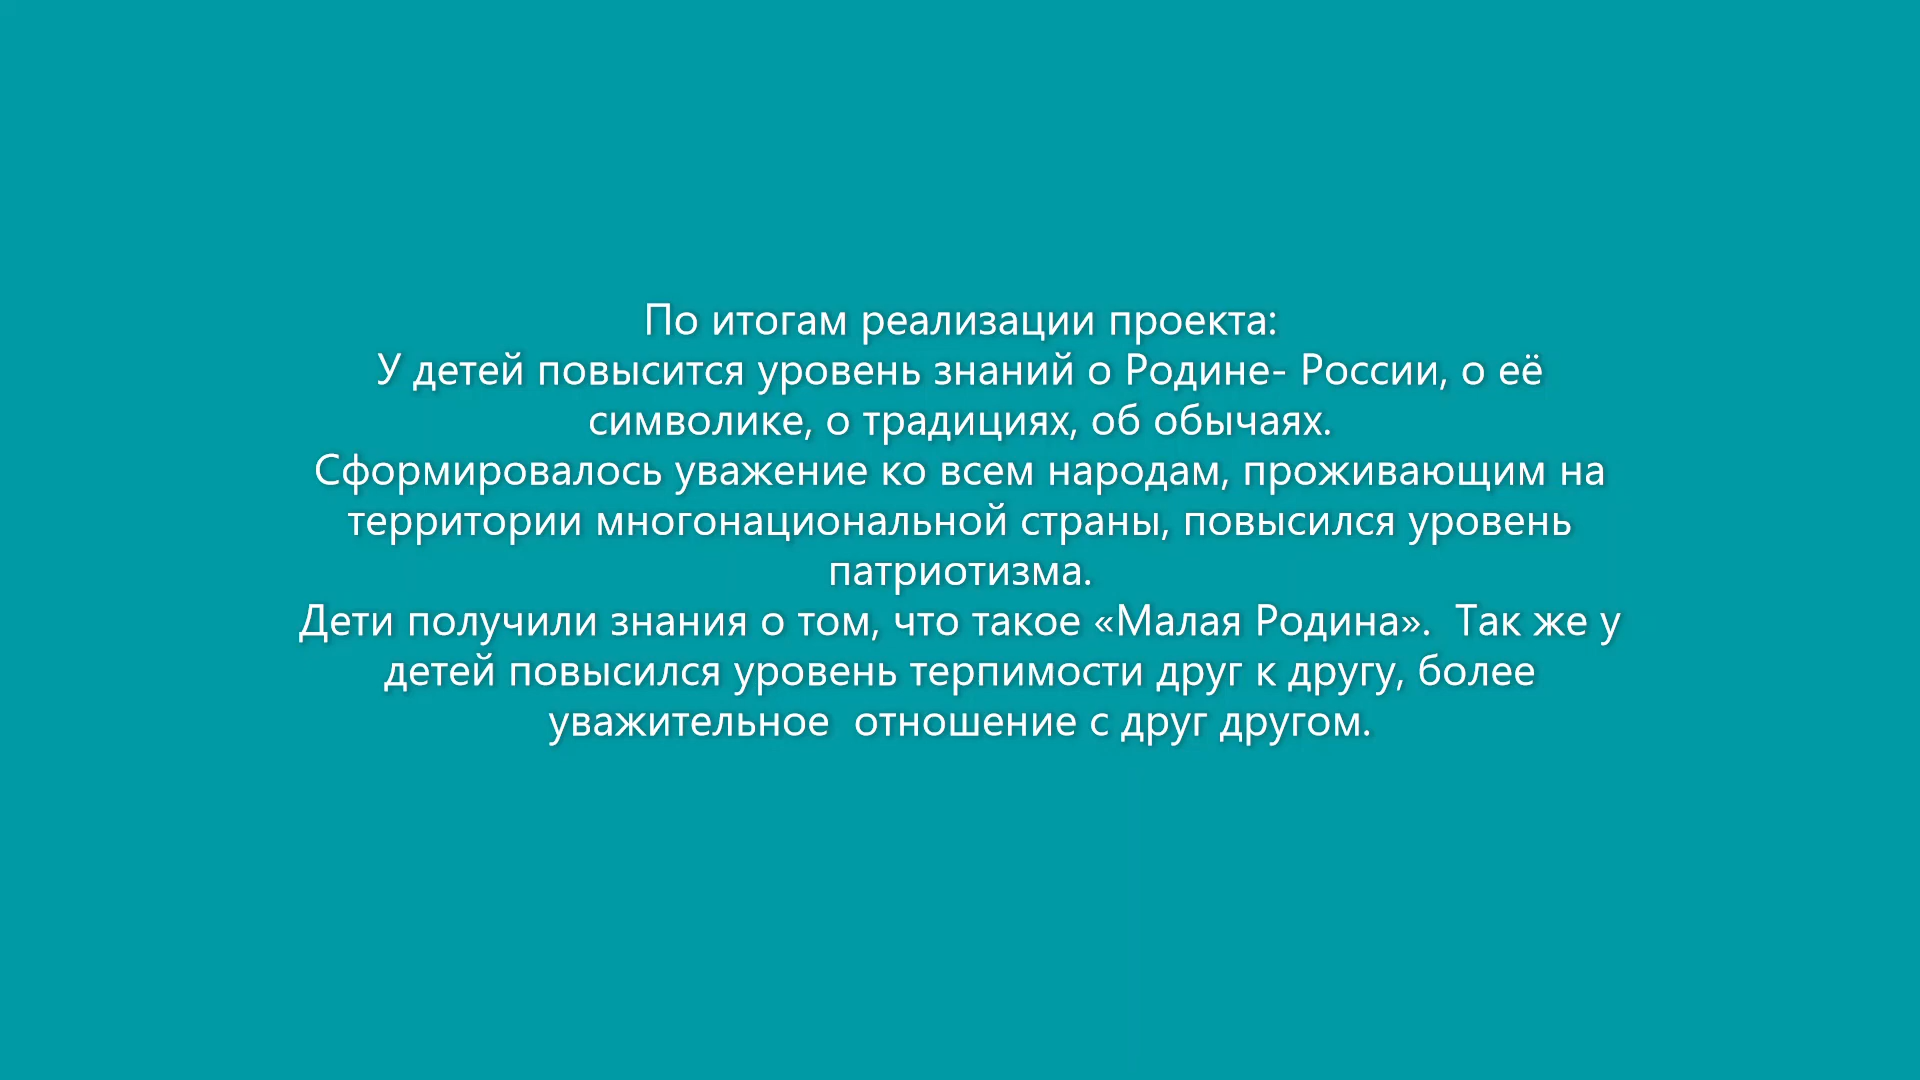 По итогам реализации проекта:
У детей повысится уровень знаний о Родине- России, о её
символике, о традициях, об обычаях.
Сформировалось уважение ко всем народам, проживающим на
территории многонациональной страны, повысился уровень
патриотизма.
Дети получили знания о том, что такое «Малая Родина».  Так же у
детей повысился уровень терпимости друг к другу, более
уважительное  отношение с друг другом.